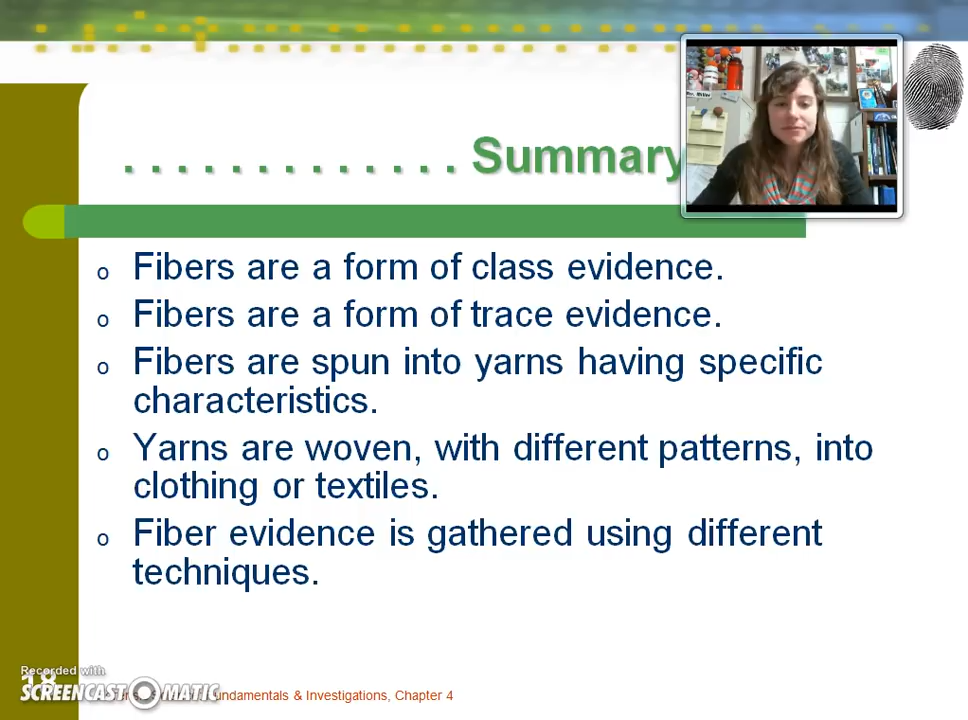 . . . . . . . . . . . . . Summary
o Fibers are a form of class evidence.
o Fibers are a form of trace evidence.
o Fibers are spun into yarns having specific
characteristics.
o Yarns are woven, with different patterns, into
clothing or textiles.
o Fiber evidence is gathered using different
techniques.
18
Recorded with
SCREENCAST-O-MATIC
Fundamentals & Investigations, Chapter 4